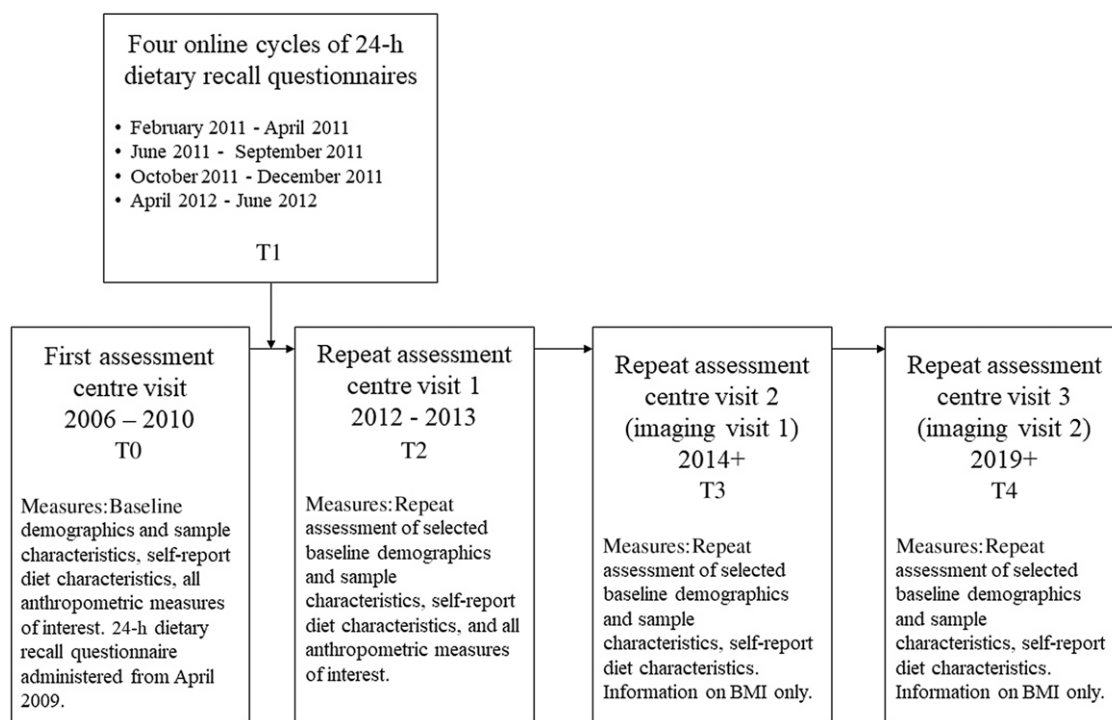 Four online cycles of 24-h
dietary recall questionnaires
• February 2011 - April 2011
• June 2011 - September 2011
• October 2011 - December 2011
• April 2012 - June 2012
T1
First assessment
centre visit
2006 – 2010
T0
Measures:Baseline
demographics and sample
characteristics, self-report
diet characteristics, all
anthropometric measures
of interest. 24-h dietary
recall questionnaire
administered from April
2009.
Repeat assessment
centre visit 1
2012 - 2013
T2
Measures:Repeat
assessment of selected
baseline demographics
and sample
characteristics, self-report
diet characteristics, and all
anthropometric measures
of interest.
Repeat assessment
centre visit 2
(imaging visit 1)
2014+
T3
Measures:Repeat
assessment of selected
baseline demographics
and sample
characteristics, self-report
diet characteristics.
Information on BMI only.
Repeat assessment
centre visit 3
(imaging visit 2)
2019+
T4
Measures:Repeat
assessment of selected
baseline demographics
and sample
characteristics, self-report
diet characteristics.
Information on BMI only.